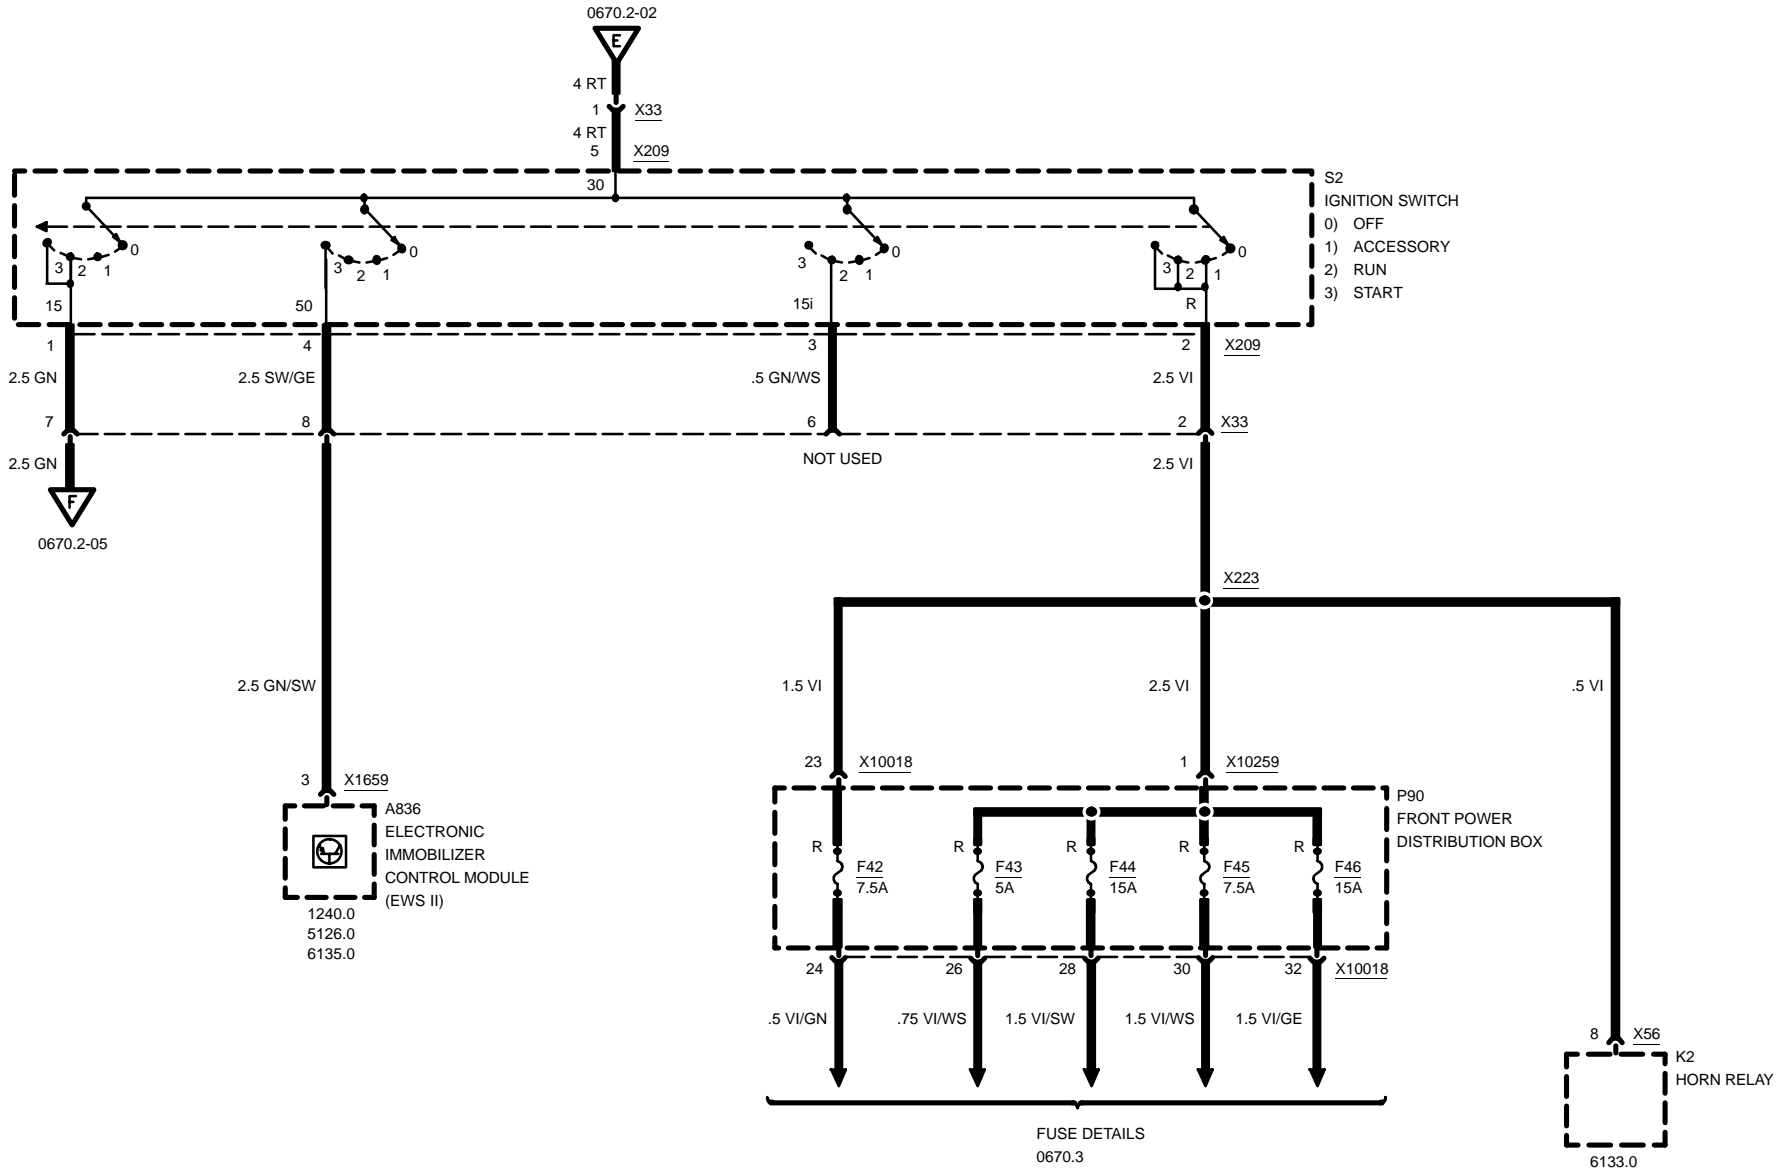 0670.2-02
E
4 RT
1 X33
4 RT
5 X209
30
S2
IGNITION SWITCH
0) OFF
1) ACCESSORY
2) RUN
3) START
0 0 0 0
3 2 1 3 2 1 3 2 1 3 2 1
15 50 15i R
1 4 3 2 X209
2.5 GN 2.5 SW/GE .5 GN/WS 2.5 VI
7 8 6 2 X33
2.5 GN NOT USED 2.5 VI
F
0670.2-05
X223
2.5 GN/SW 1.5 VI 2.5 VI .5 VI
23 X10018 1 X10259
3 X1659
P90
FRONT POWER
DISTRIBUTION BOX
A836
ELECTRONIC
IMMOBILIZER
CONTROL MODULE
(EWS II)
1240.0
5126.0
6135.0
R R R R R
F42 F43 F44 F45 F46
7.5A 5A 15A 7.5A 15A
24 26 28 30 32 X10018
.5 VI/GN .75 VI/WS 1.5 VI/SW 1.5 VI/WS 1.5 VI/GE
8 X56
K2
HORN RELAY
FUSE DETAILS
0670.3
6133.0